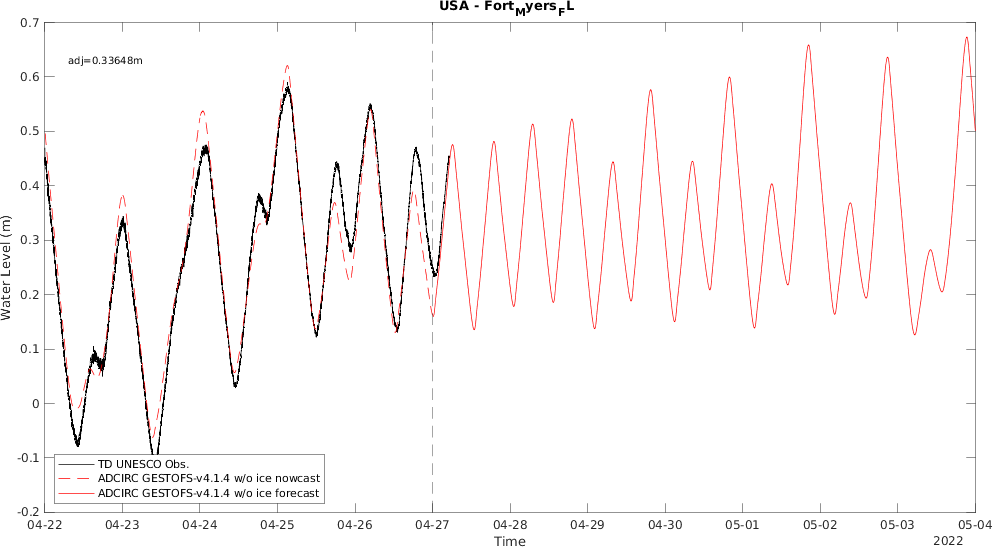 USA - Fort_Myers_FL
adj=0.33648m
0.7
0.6
0.5
0.4
0.3
0.2
0.1
0
-0.1
-0.2
Water Level (m)
TD UNESCO Obs.
ADCIRC GESTOFS-v4.1.4 w/o ice nowcast
ADCIRC GESTOFS-v4.1.4 w/o ice forecast
04-22 04-23 04-24 04-25 04-26 04-27 04-28 04-29 04-30 05-01 05-02 05-03 05-04
Time
2022